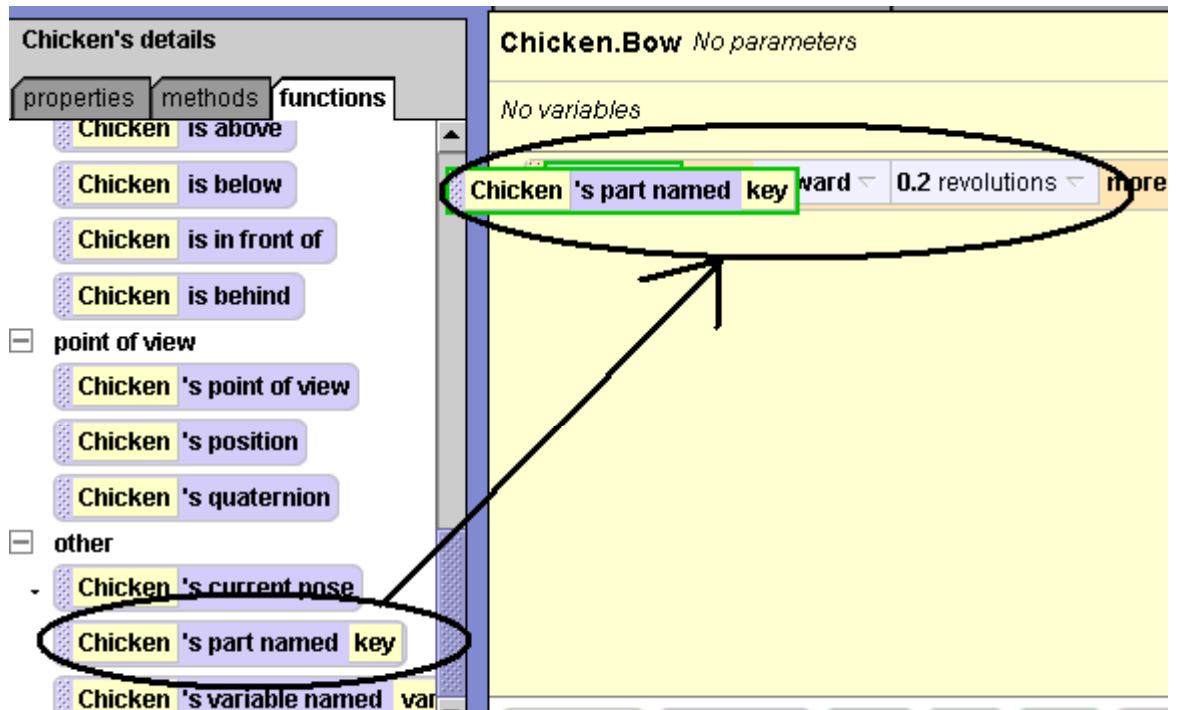 Chicken's details
properties methods functions
Chicken is above
Chicken is below
Chicken is in front of
Chicken is behind
point of view
Chicken 's point of view
Chicken 's position
Chicken 's quaternion
other
Chicken 's current pose
Chicken 's part named key
Chicken 's variable named var
Chicken.Bow No parameters
No variables
Chicken 's part named key ward 0.2 revolutions more